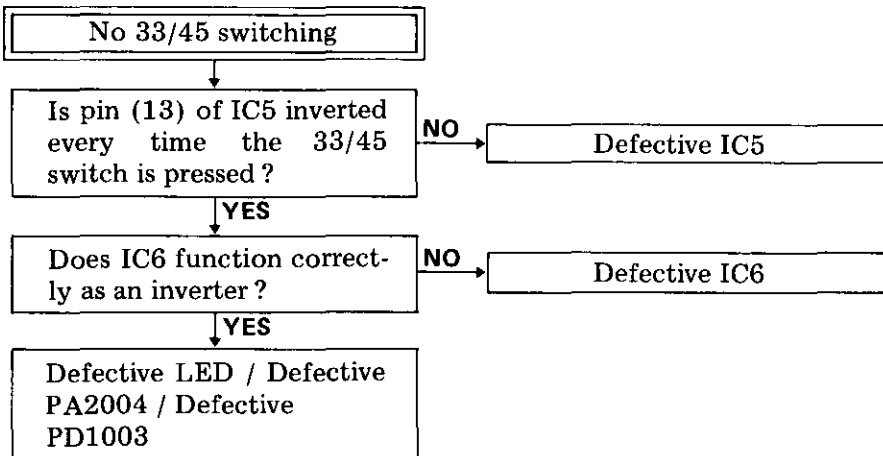 No 33/45 switching
Is pin (13) of IC5 inverted
every time the 33/45
switch is pressed ?
NO
Defective IC5
YES
Does IC6 function correct-
ly as an inverter ?
NO
Defective IC6
YES
Defective LED / Defective
PA2004 / Defective
PD1003